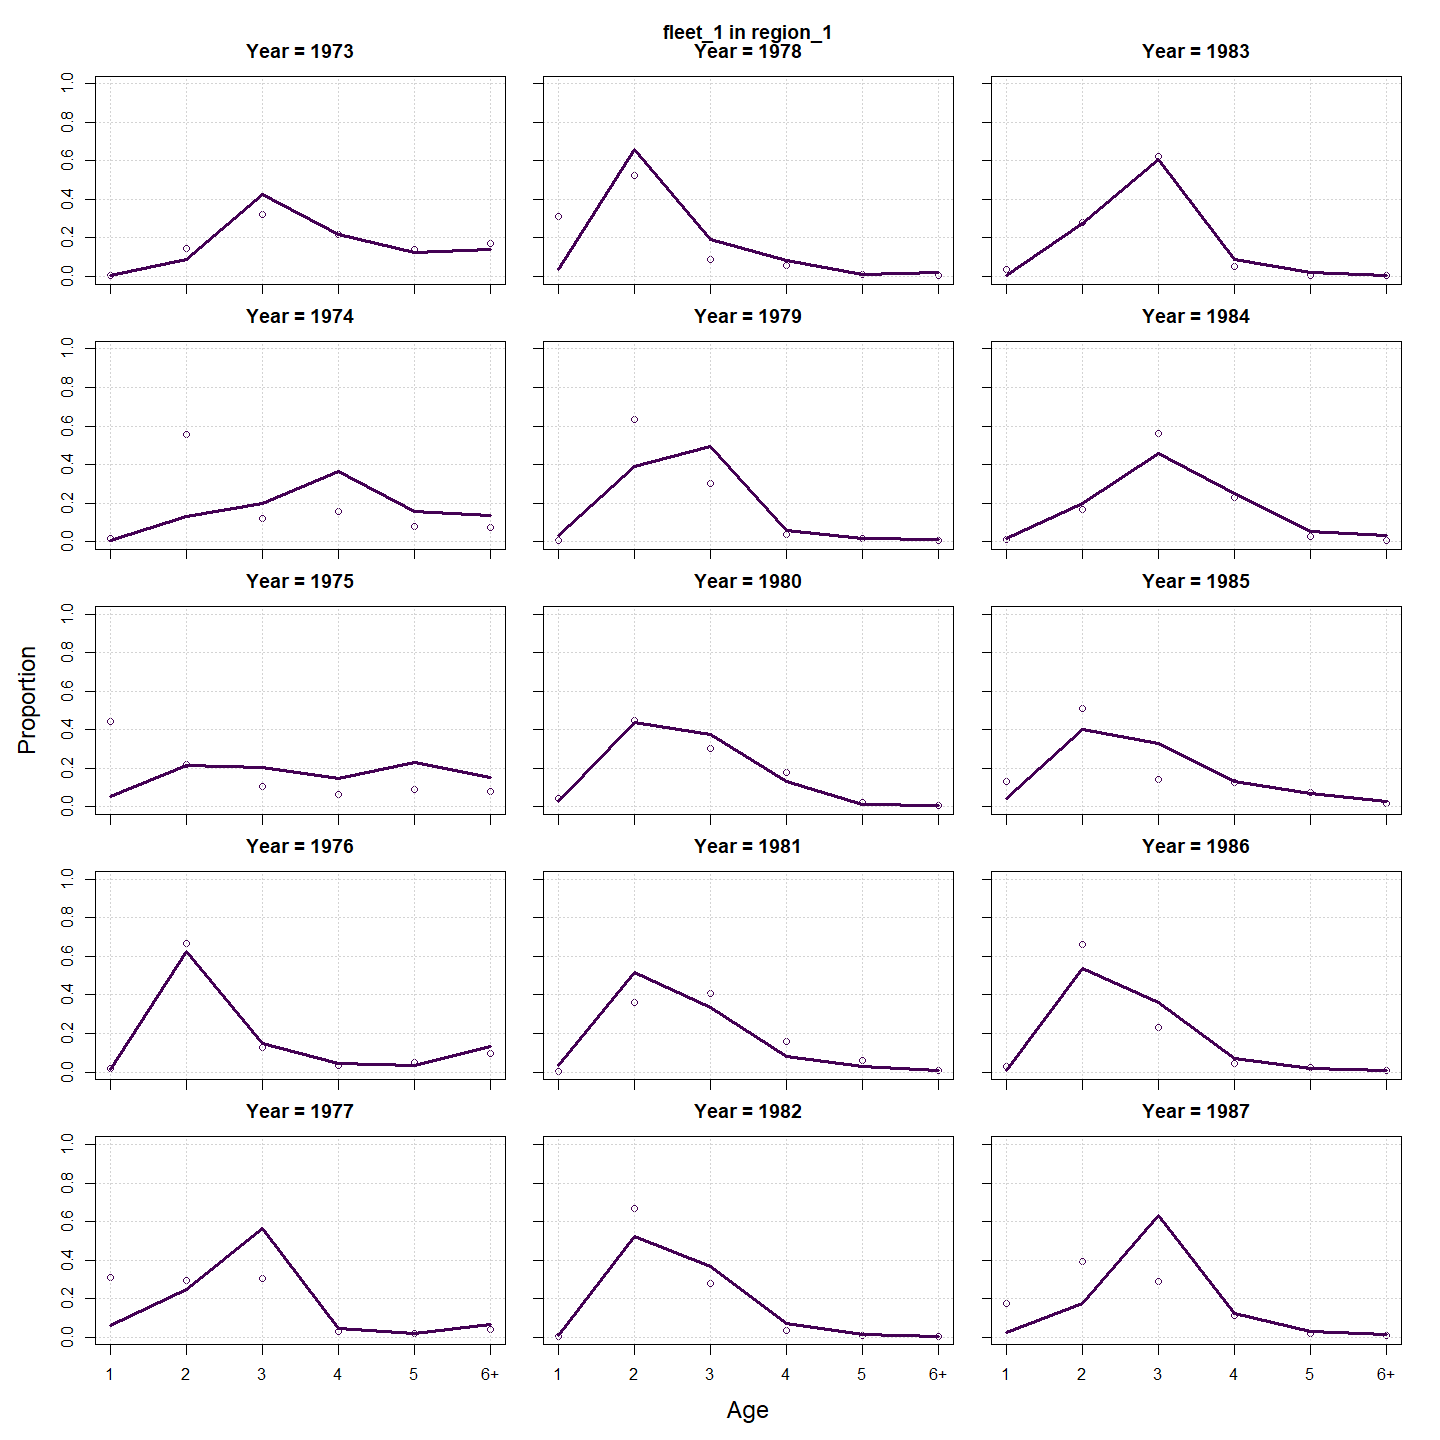 fleet_1 in region_1
Year = 1973
Year = 1978
Year = 1983
1.0
0.8
0.6
0.4
0.2
0.0
Year = 1974
Year = 1979
Year = 1984
1.0
0.8
0.6
0.4
0.2
0.0
Year = 1975
Year = 1980
Year = 1985
1.0
0.8
0.6
0.4
0.2
0.0
Proportion
Year = 1976
Year = 1981
Year = 1986
1.0
0.8
0.6
0.4
0.2
0.0
Year = 1977
Year = 1982
Year = 1987
1.0
0.8
0.6
0.4
0.2
0.0
1 2 3 4 5 6+
1 2 3 4 5 6+
1 2 3 4 5 6+
Age